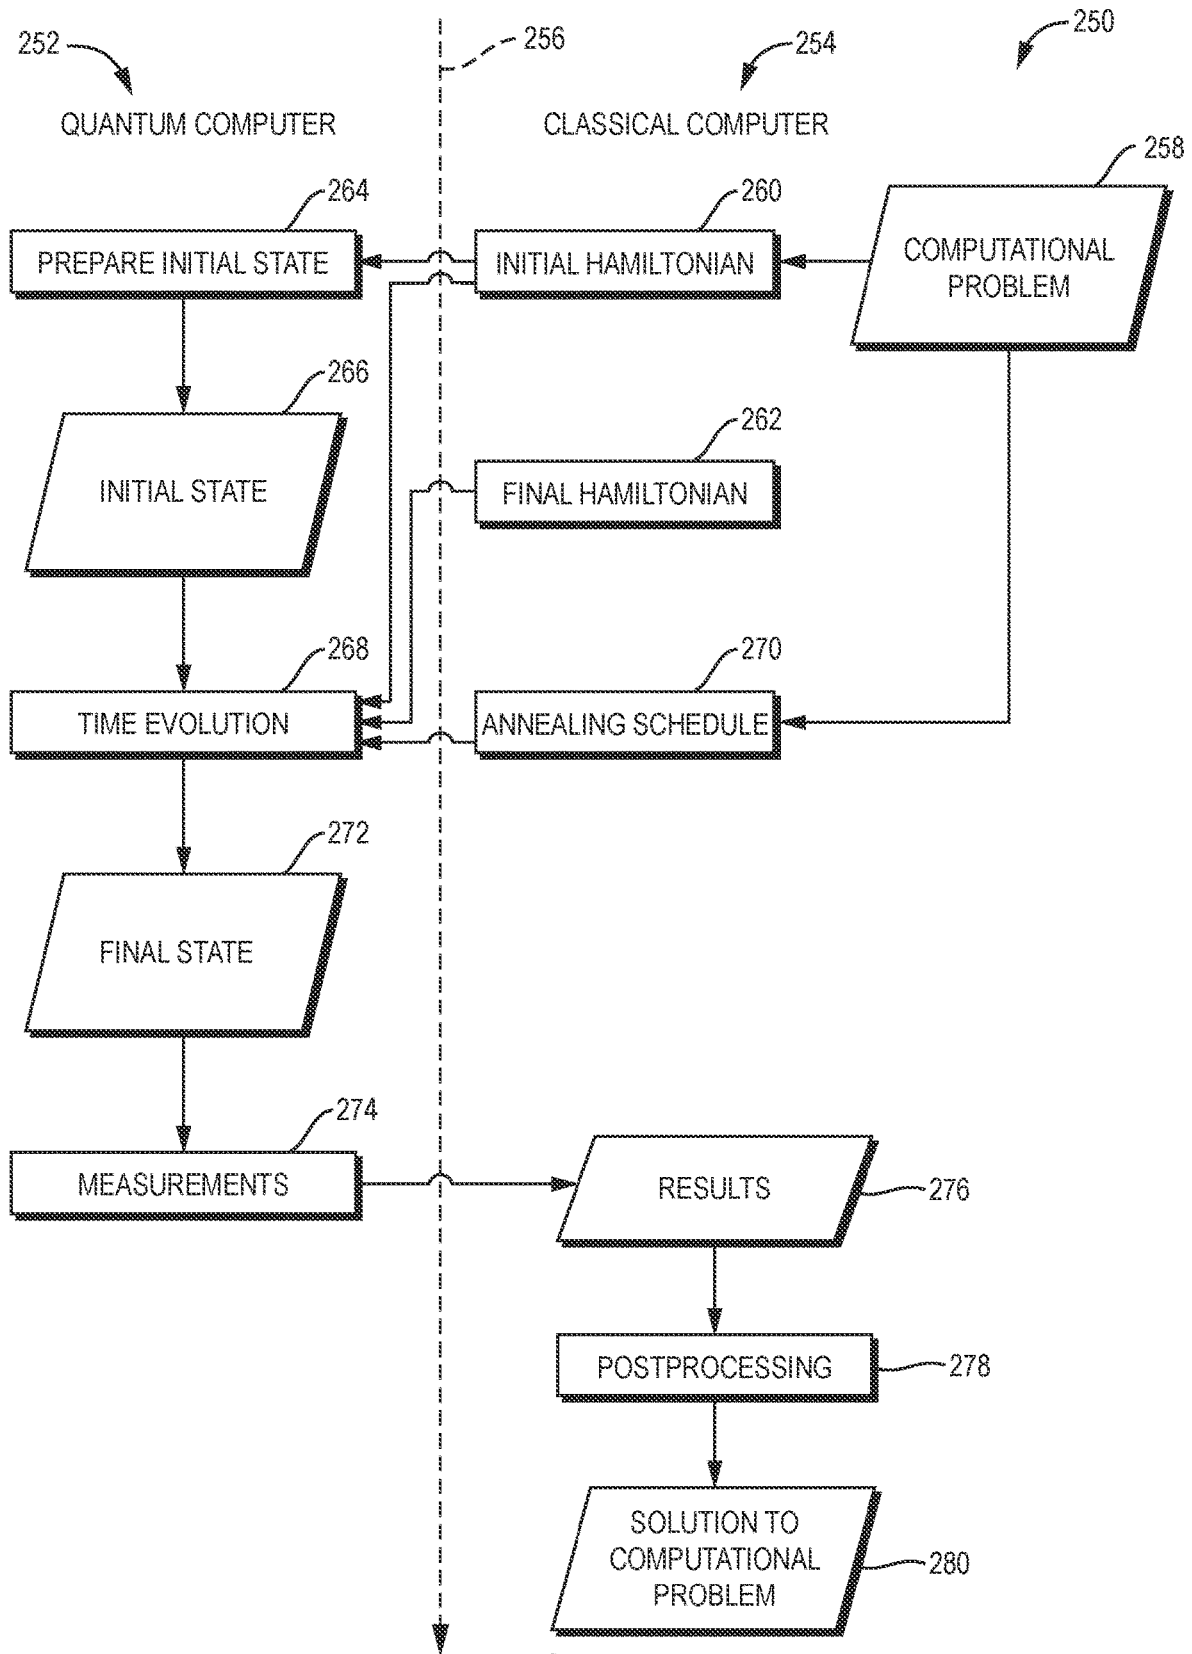 252
256
254
250
QUANTUM COMPUTER
CLASSICAL COMPUTER
258
264
260
PREPARE INITIAL STATE
INITIAL HAMILTONIAN
COMPUTATIONAL
PROBLEM
266
262
INITIAL STATE
FINAL HAMILTONIAN
268
270
TIME EVOLUTION
ANNEALING SCHEDULE
272
FINAL STATE
274
MEASUREMENTS
RESULTS
276
POSTPROCESSING
278
SOLUTION TO
COMPUTATIONAL
PROBLEM
280